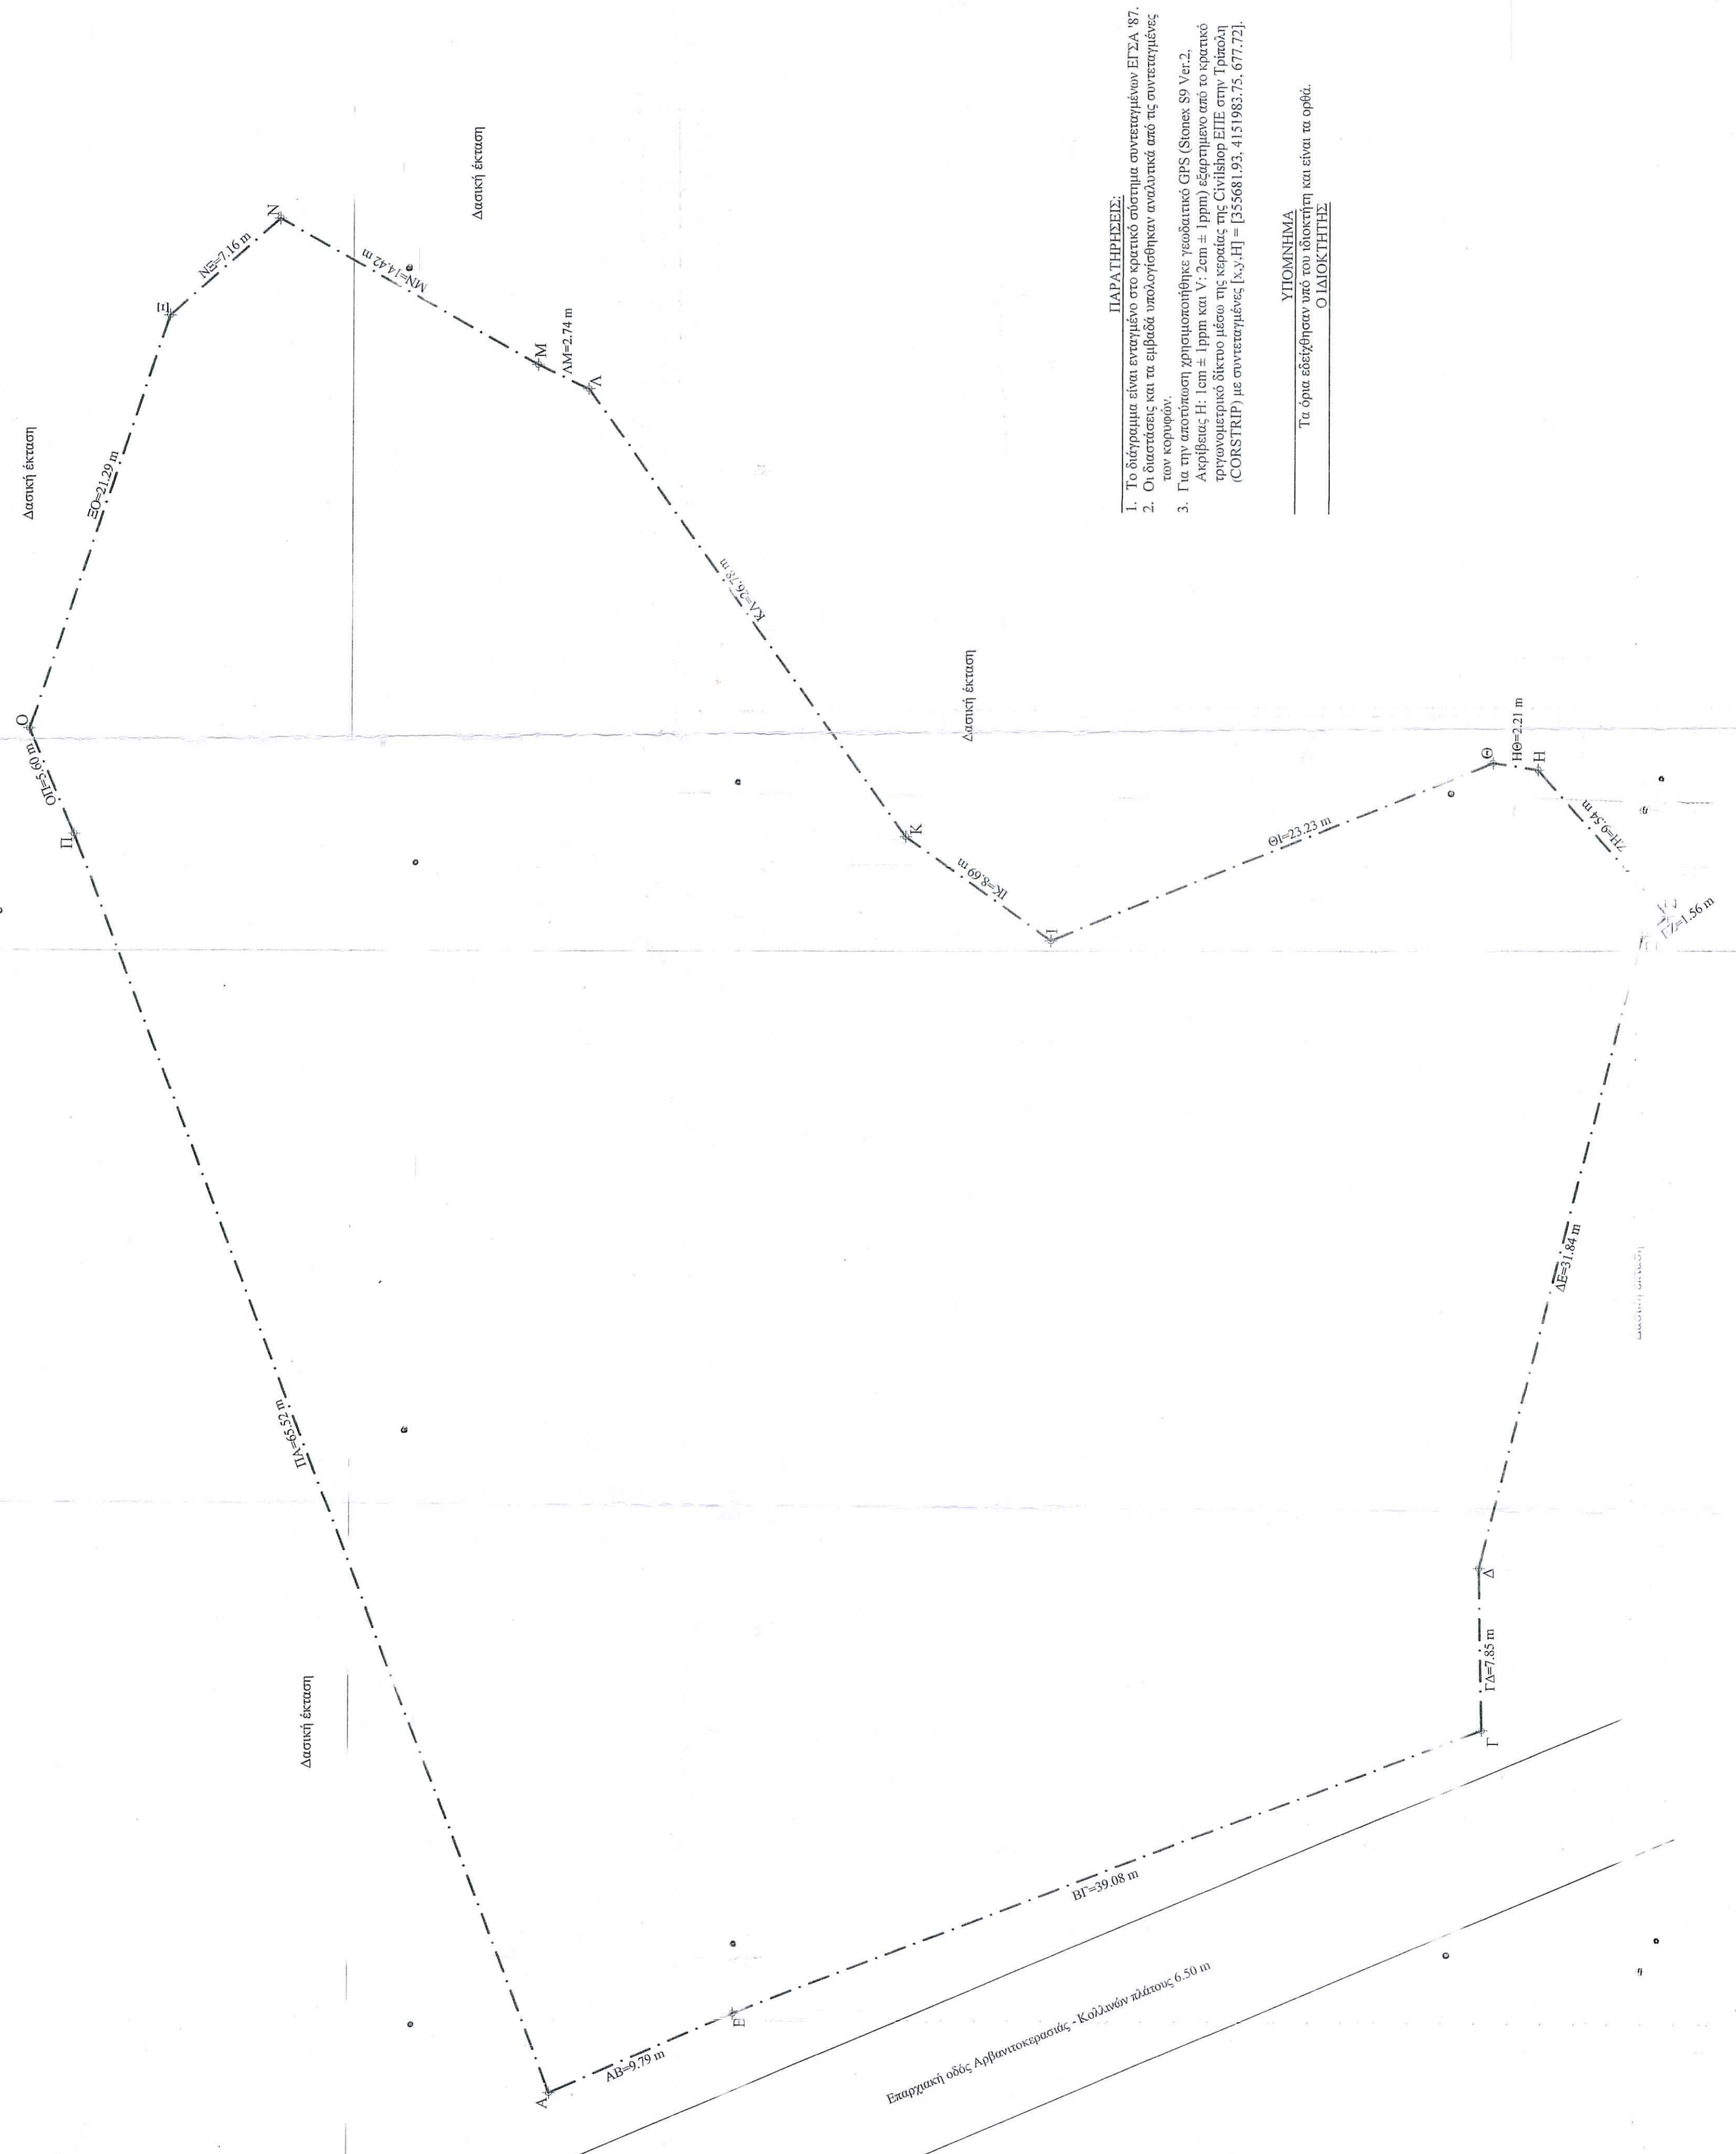 Δασική έκταση
Δασική έκταση
Ο
ΟΠ=5.60 m
Π
ΞΟ=21.29 m
Ξ
ΝΞ=7.16 m
Ν
ΜΝ=14.42 m
Μ
ΛΜ=2.74 m
Λ
ΚΛ=26.78 m
Κ
ΙΚ=8.69 m
Ι
Δασική έκταση
ΘΙ=23.23 m
Θ
ΗΘ=2.21 m
Η
ΖΗ=9.54 m
ΕΖ=1.56 m
ΔΕ=31.84 m
Δασική έκταση
Δ
ΓΔ=7.85 m
Γ
ΒΓ=39.08 m
Β
ΑΒ=9.79 m
Α
ΠΑ=65.52 m
Δασική έκταση
Επαρχιακή οδός Αρβανιτοκερασιάς - Κολλινών πλάτους 6.50 m
ΠΑΡΑΤΗΡΗΣΕΙΣ:
1. Το διάγραμμα είναι ενταγμένο στο κρατικό σύστημα συντεταγμένων ΕΓΣΑ '87.
2. Οι διαστάσεις και τα εμβαδά υπολογίσθηκαν αναλυτικά από τις συντεταγμένες
των κορυφών.
3. Για την αποτύπωση χρησιμοποιήθηκε γεωδαιτικό GPS (Stonex S9 Ver.2,
Ακρίβειας H: 1cm ± 1ppm και V: 2cm ± 1ppm) εξαρτημενο από το κρατικό
τριγωνομετρικό δίκτυο μέσω της κεραίας της Civilshop ΕΠΕ στην Τρίπολη
(CORSTRIP) με συντεταγμένες [x,y,H] = [355681.93, 4151983.75, 677.72].
ΥΠΟΜΝΗΜΑ
Τα όρια εδείχθησαν υπό του ιδιοκτήτη και είναι τα ορθά.
Ο ΙΔΙΟΚΤΗΤΗΣ